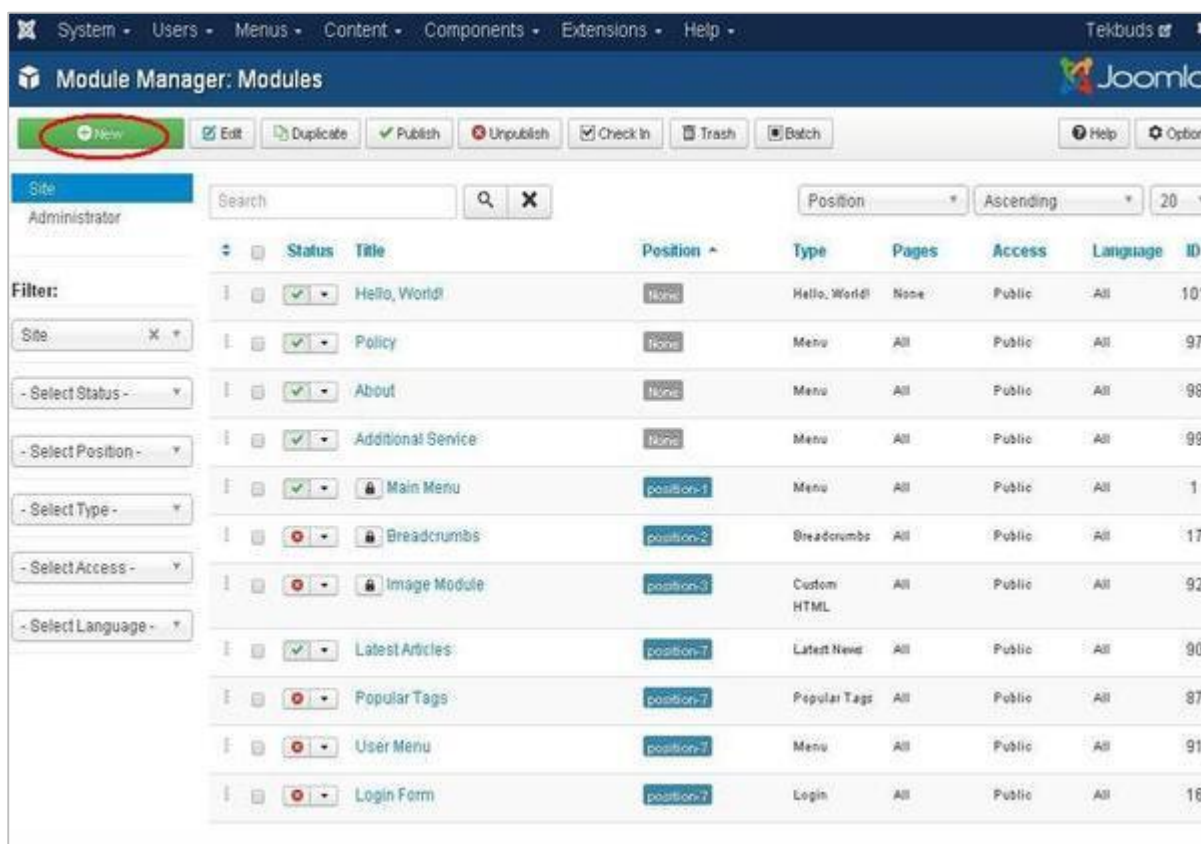 System Users Menus Content Components Extensions Help Tekbuds
Module Manager: Modules Joomla
New Edit Duplicate Publish Unpublish Check In Trash Batch Help Option
Site
Administrator
Search Position Ascending 20
Status Title Position Type Pages Access Language ID
Filter:
Site
- Select Status -
- Select Position -
- Select Type -
- Select Access -
- Select Language -
Hello, World! None Hello, World! None Public All 101
Policy None Menu All Public All 97
About None Menu All Public All 98
Additional Service None Menu All Public All 99
Main Menu position-1 Menu All Public All 1
Breadcrumbs position-2 Breadcrumbs All Public All 17
Image Module position-3 Custom HTML All Public All 92
Latest Articles position-7 Latest News All Public All 90
Popular Tags position-7 Popular Tags All Public All 87
User Menu position-7 Menu All Public All 91
Login Form position-7 Login All Public All 16